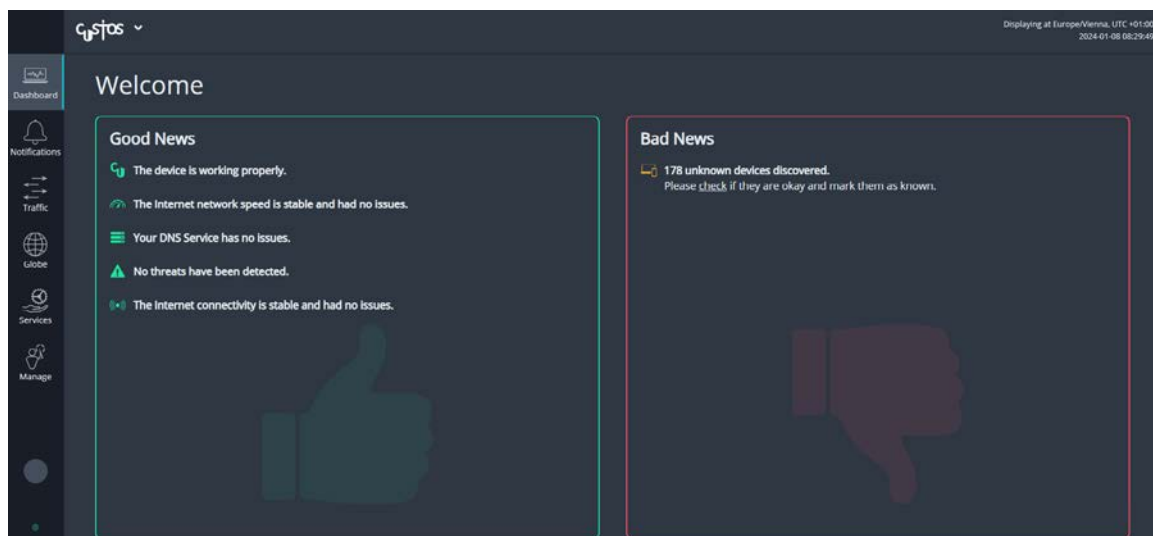 custos
Displaying at Europe/Vienna, UTC +01:00
2024-01-08 08:29:49
Dashboard
Notifications
Traffic
Globe
Services
Manage
Welcome
Good News
The device is working properly.
The Internet network speed is stable and had no issues.
Your DNS Service has no issues.
No threats have been detected.
The Internet connectivity is stable and had no issues.
Bad News
178 unknown devices discovered.
Please check if they are okay and mark them as known.